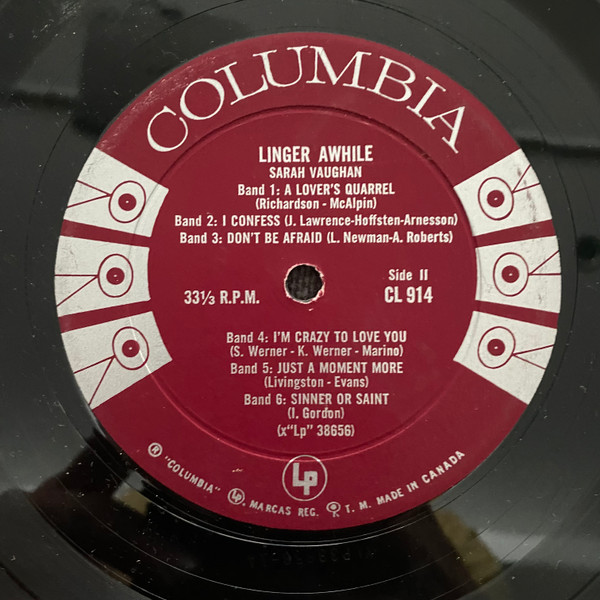 COLUMBIA
LINGER AWHILE
SARAH VAUGHAN
Band 1: A LOVER'S QUARREL
(Richardson - McAlpin)
Band 2: I CONFESS (J. Lawrence-Hoffsten-Arnesson)
Band 3: DON'T BE AFRAID (L. Newman-A. Roberts)
33⅓ R.P.M.
Side II
CL 914
Band 4: I'M CRAZY TO LOVE YOU
(S. Werner - K. Werner - Marino)
Band 5: JUST A MOMENT MORE
(Livingston - Evans)
Band 6: SINNER OR SAINT
(I. Gordon)
(x"Lp" 38656)
Lp
® "COLUMBIA" Lp, MARCAS REG. T. M. MADE IN CANADA